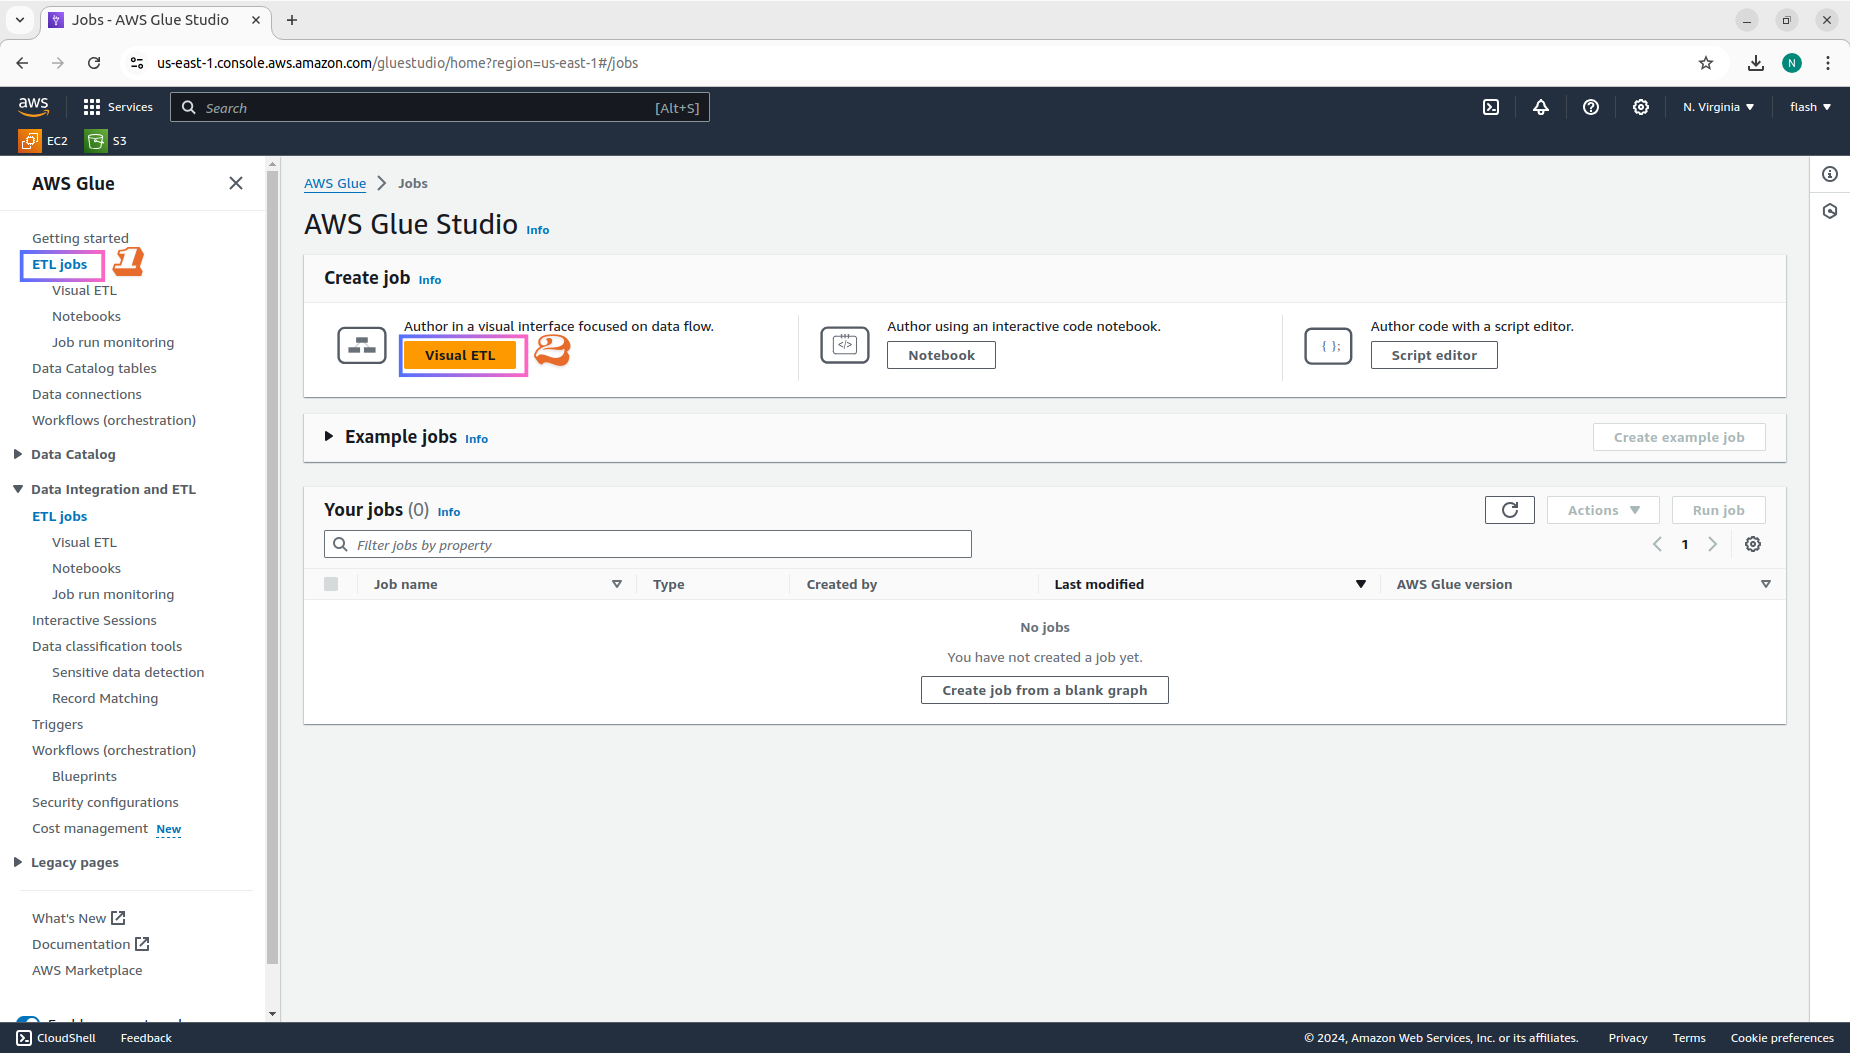 Jobs - AWS Glue Studio
us-east-1.console.aws.amazon.com/gluestudio/home?region=us-east-1#/jobs
N
aws
Services
Search
[Alt+S]
N. Virginia
flash
EC2
S3
AWS Glue
Getting started
ETL jobs
1
Visual ETL
Notebooks
Job run monitoring
Data Catalog tables
Data connections
Workflows (orchestration)
Data Catalog
Data Integration and ETL
ETL jobs
Visual ETL
Notebooks
Job run monitoring
Interactive Sessions
Data classification tools
Sensitive data detection
Record Matching
Triggers
Workflows (orchestration)
Blueprints
Security configurations
Cost management New
Legacy pages
What's New
Documentation
AWS Marketplace
AWS Glue > Jobs
AWS Glue Studio Info
Create job Info
Author in a visual interface focused on data flow.
Visual ETL
2
</>
Author using an interactive code notebook.
Notebook
{ };
Author code with a script editor.
Script editor
Example jobs Info
Create example job
Your jobs (0) Info
Actions
Run job
Filter jobs by property
1
Job name
Type
Created by
Last modified
AWS Glue version
No jobs
You have not created a job yet.
Create job from a blank graph
CloudShell
Feedback
© 2024, Amazon Web Services, Inc. or its affiliates.
Privacy
Terms
Cookie preferences